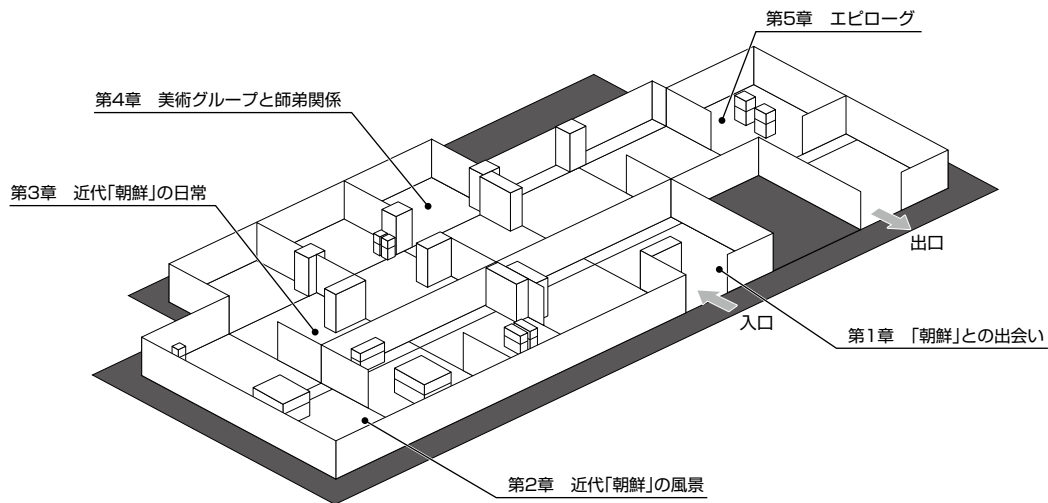 第5章　エピローグ
第4章　美術グループと師弟関係
第3章　近代「朝鮮」の日常
出口
入口
第1章　「朝鮮」との出会い
第2章　近代「朝鮮」の風景